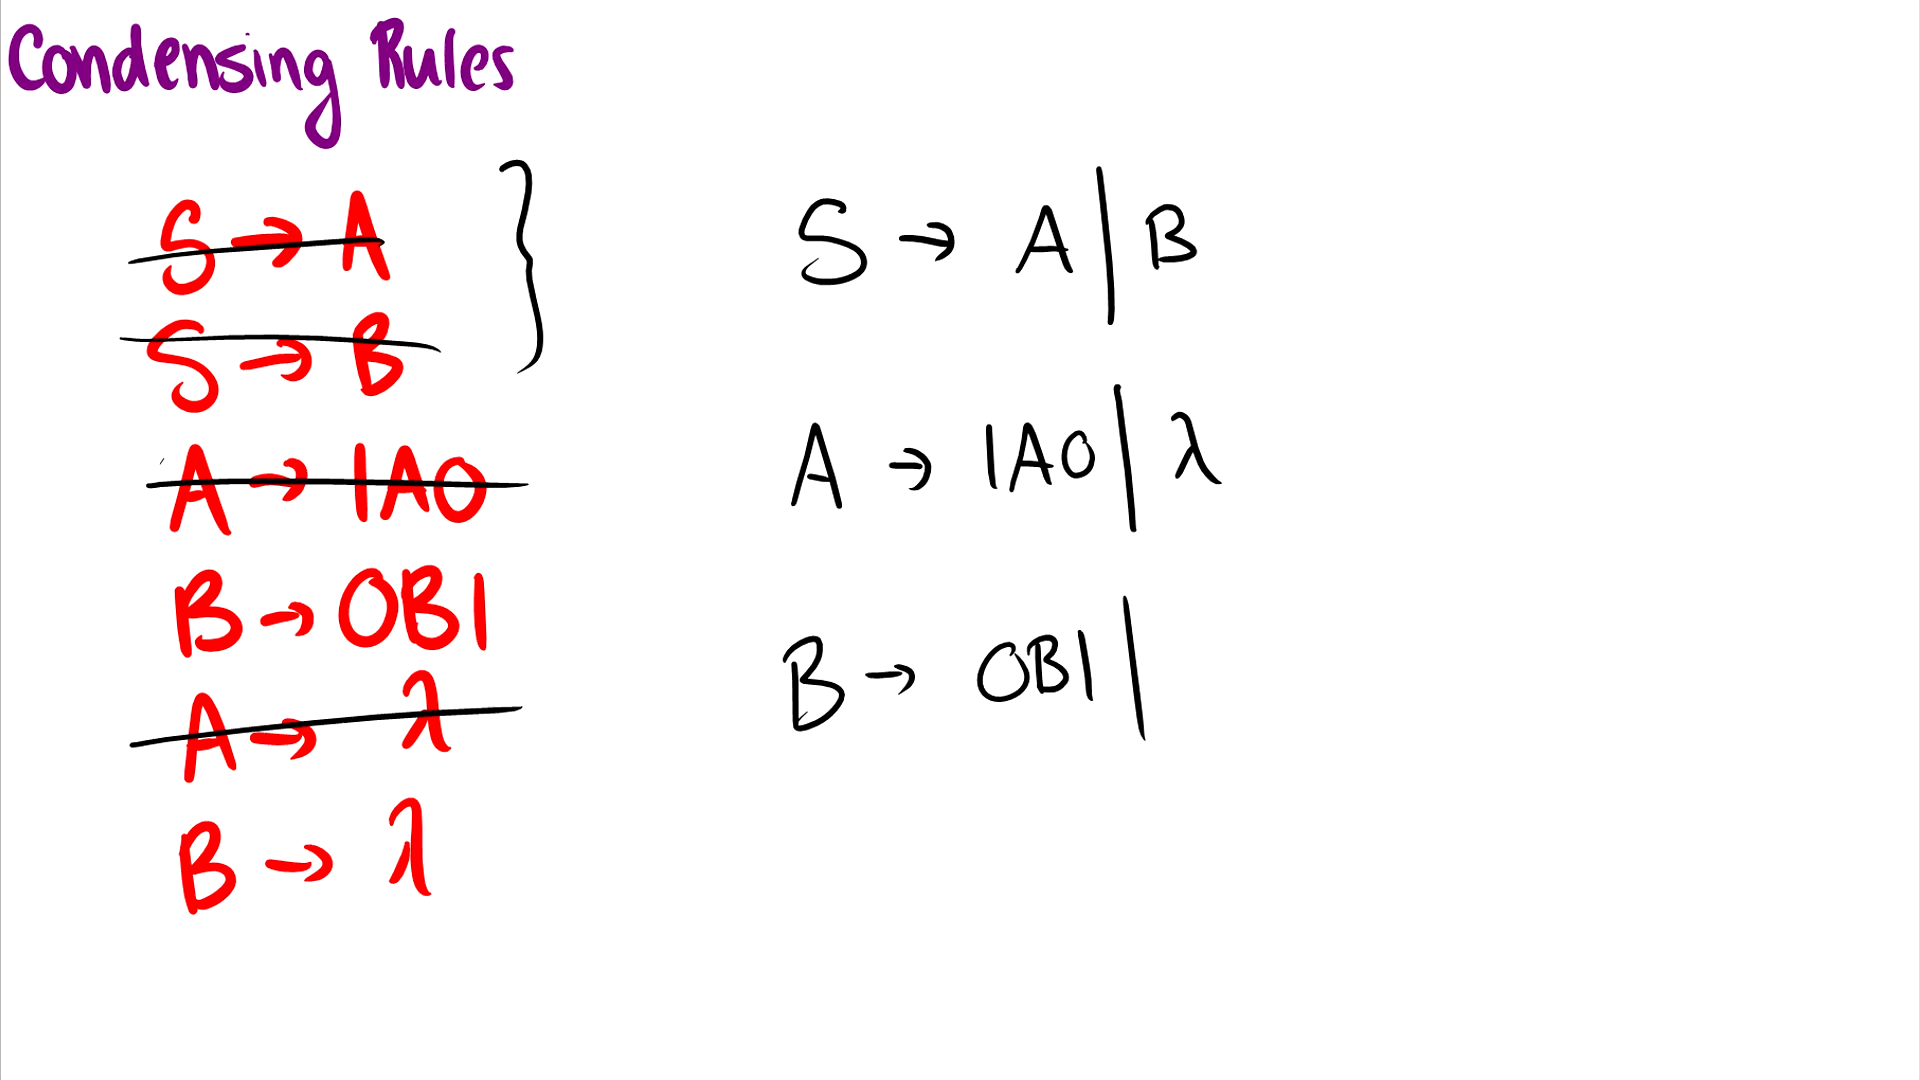 Condensing Rules
S → A
S → B
A → 1A0
B → 0B1
A → λ
B → λ
S → A | B
A → 1A0 | λ
B → 0B1 |